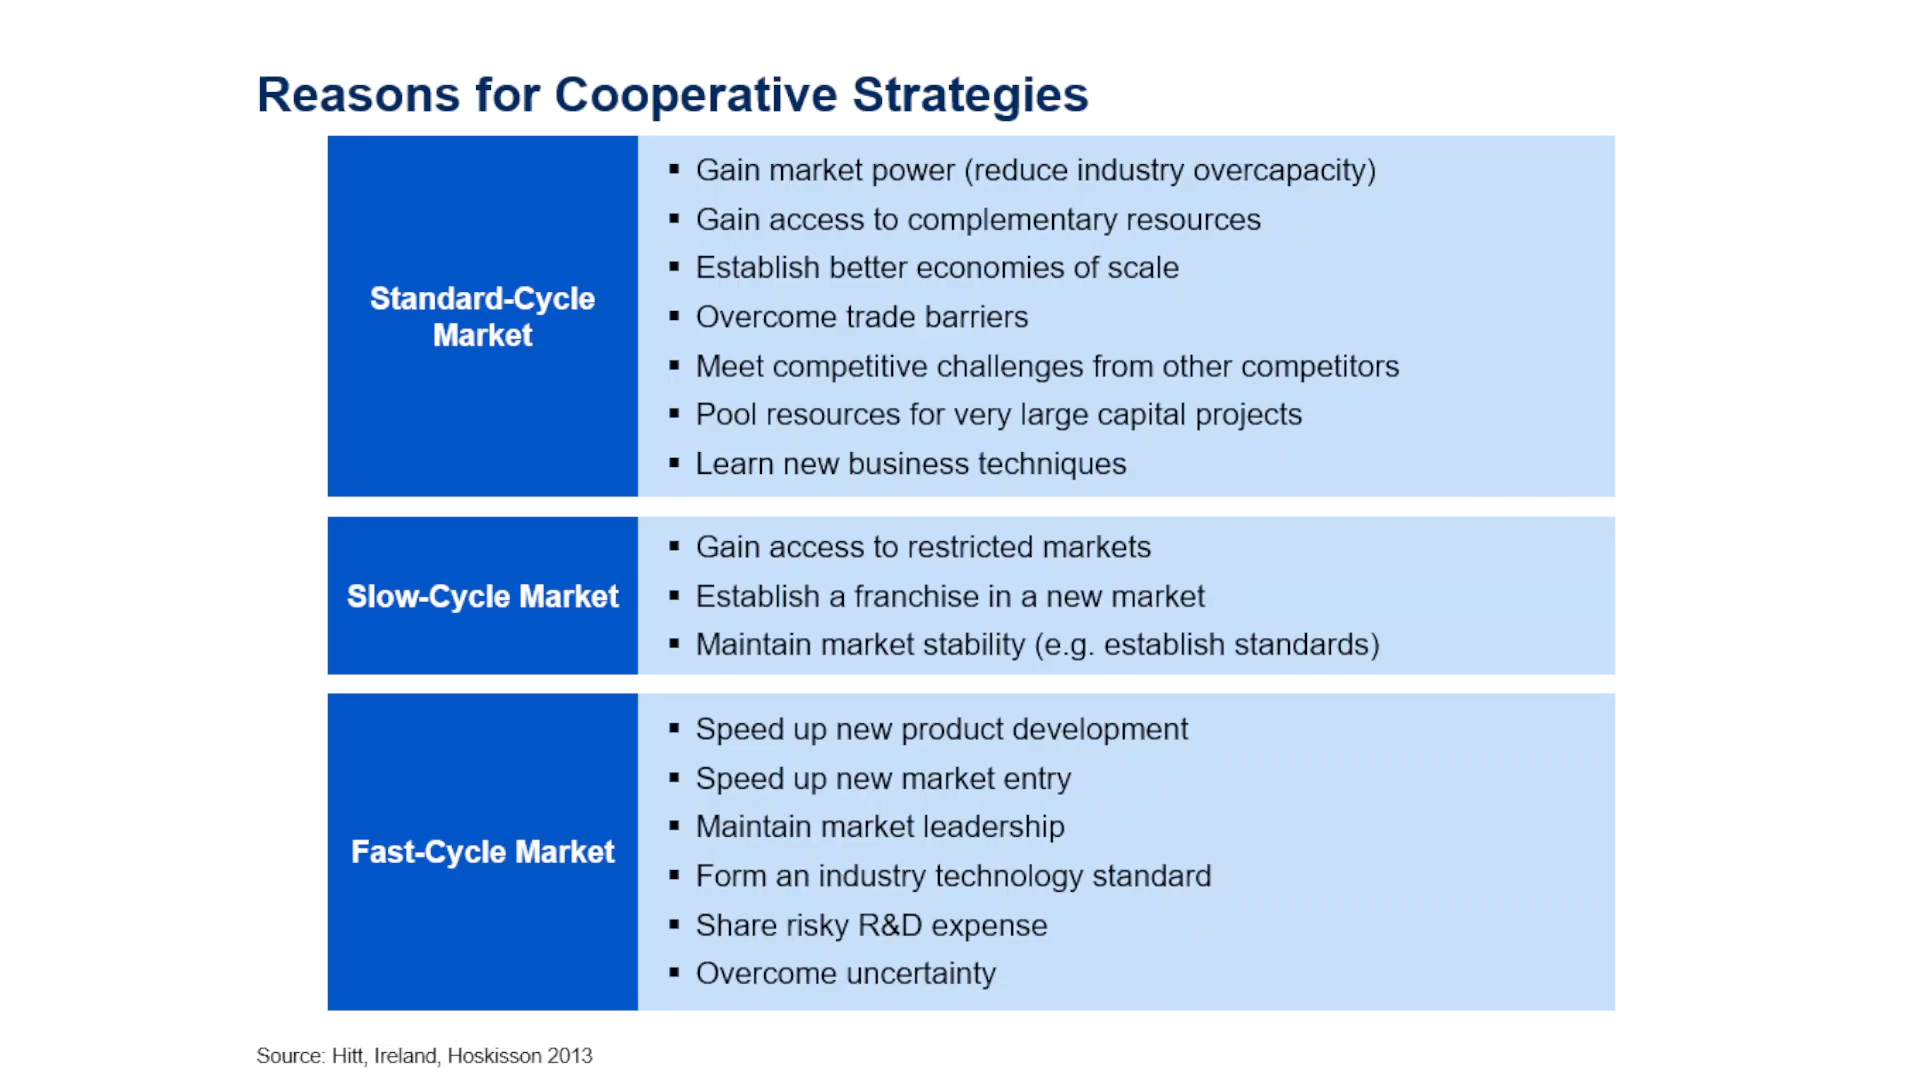 Reasons for Cooperative Strategies
Standard-Cycle
Market
▪ Gain market power (reduce industry overcapacity)
▪ Gain access to complementary resources
▪ Establish better economies of scale
▪ Overcome trade barriers
▪ Meet competitive challenges from other competitors
▪ Pool resources for very large capital projects
▪ Learn new business techniques
Slow-Cycle Market
▪ Gain access to restricted markets
▪ Establish a franchise in a new market
▪ Maintain market stability (e.g. establish standards)
Fast-Cycle Market
▪ Speed up new product development
▪ Speed up new market entry
▪ Maintain market leadership
▪ Form an industry technology standard
▪ Share risky R&D expense
▪ Overcome uncertainty
Source: Hitt, Ireland, Hoskisson 2013